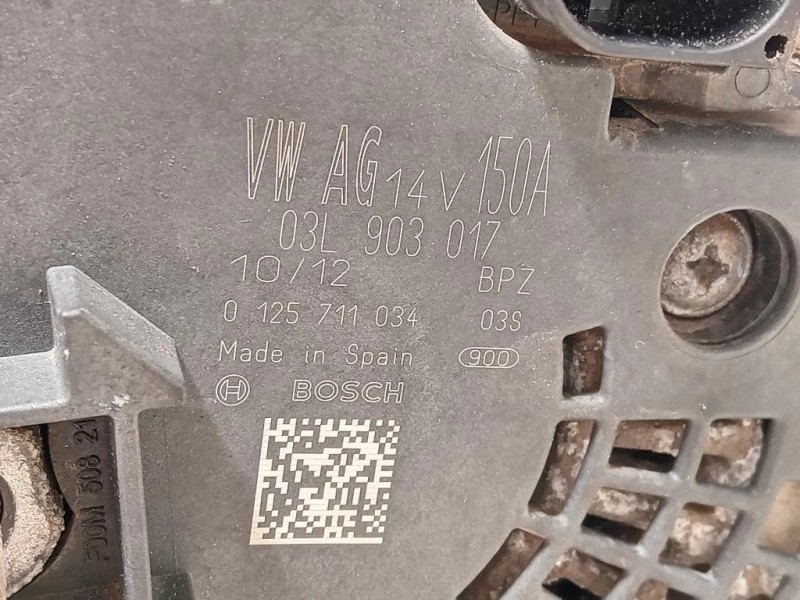 VW AG 14V 150A
03L 903 017
10/12 BPZ
0 125 711 034 03S
Made in Spain 900
BOSCH